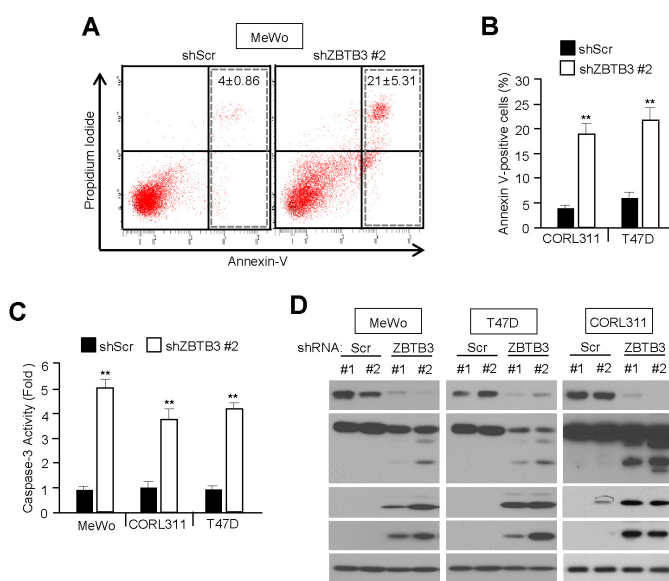 A
MeWo
shScr
shZBTB3 #2
4±0.86
21±5.31
Propidium Iodide
Annexin-V
B
shScr
shZBTB3 #2
Annexin V-positive cells (%)
30
25
20
15
10
5
0
**
**
CORL311
T47D
C
shScr
shZBTB3 #2
Caspase-3 Activity (Fold )
6
5
4
3
2
1
0
**
**
**
MeWo
CORL311
T47D
D
MeWo
T47D
CORL311
shRNA:
Scr
ZBTB3
Scr
ZBTB3
Scr
ZBTB3
#1 #2 #1 #2
#1 #2 #1 #2
#1 #2 #1 #2